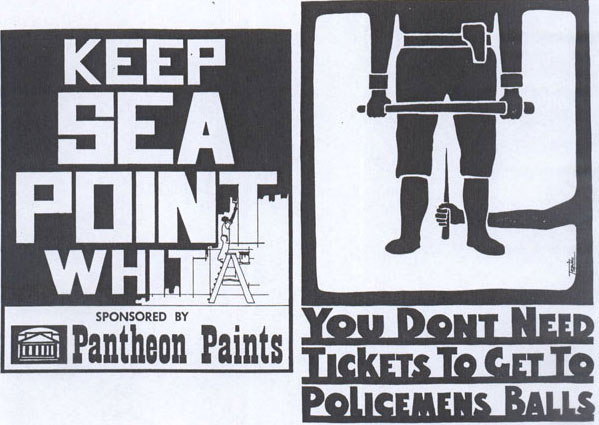 KEEP
SEA
POINT
WHIT
SPONSORED BY
Pantheon Paints
YOU DONT NEED
TICKETS TO GET TO
POLICEMENS BALLS